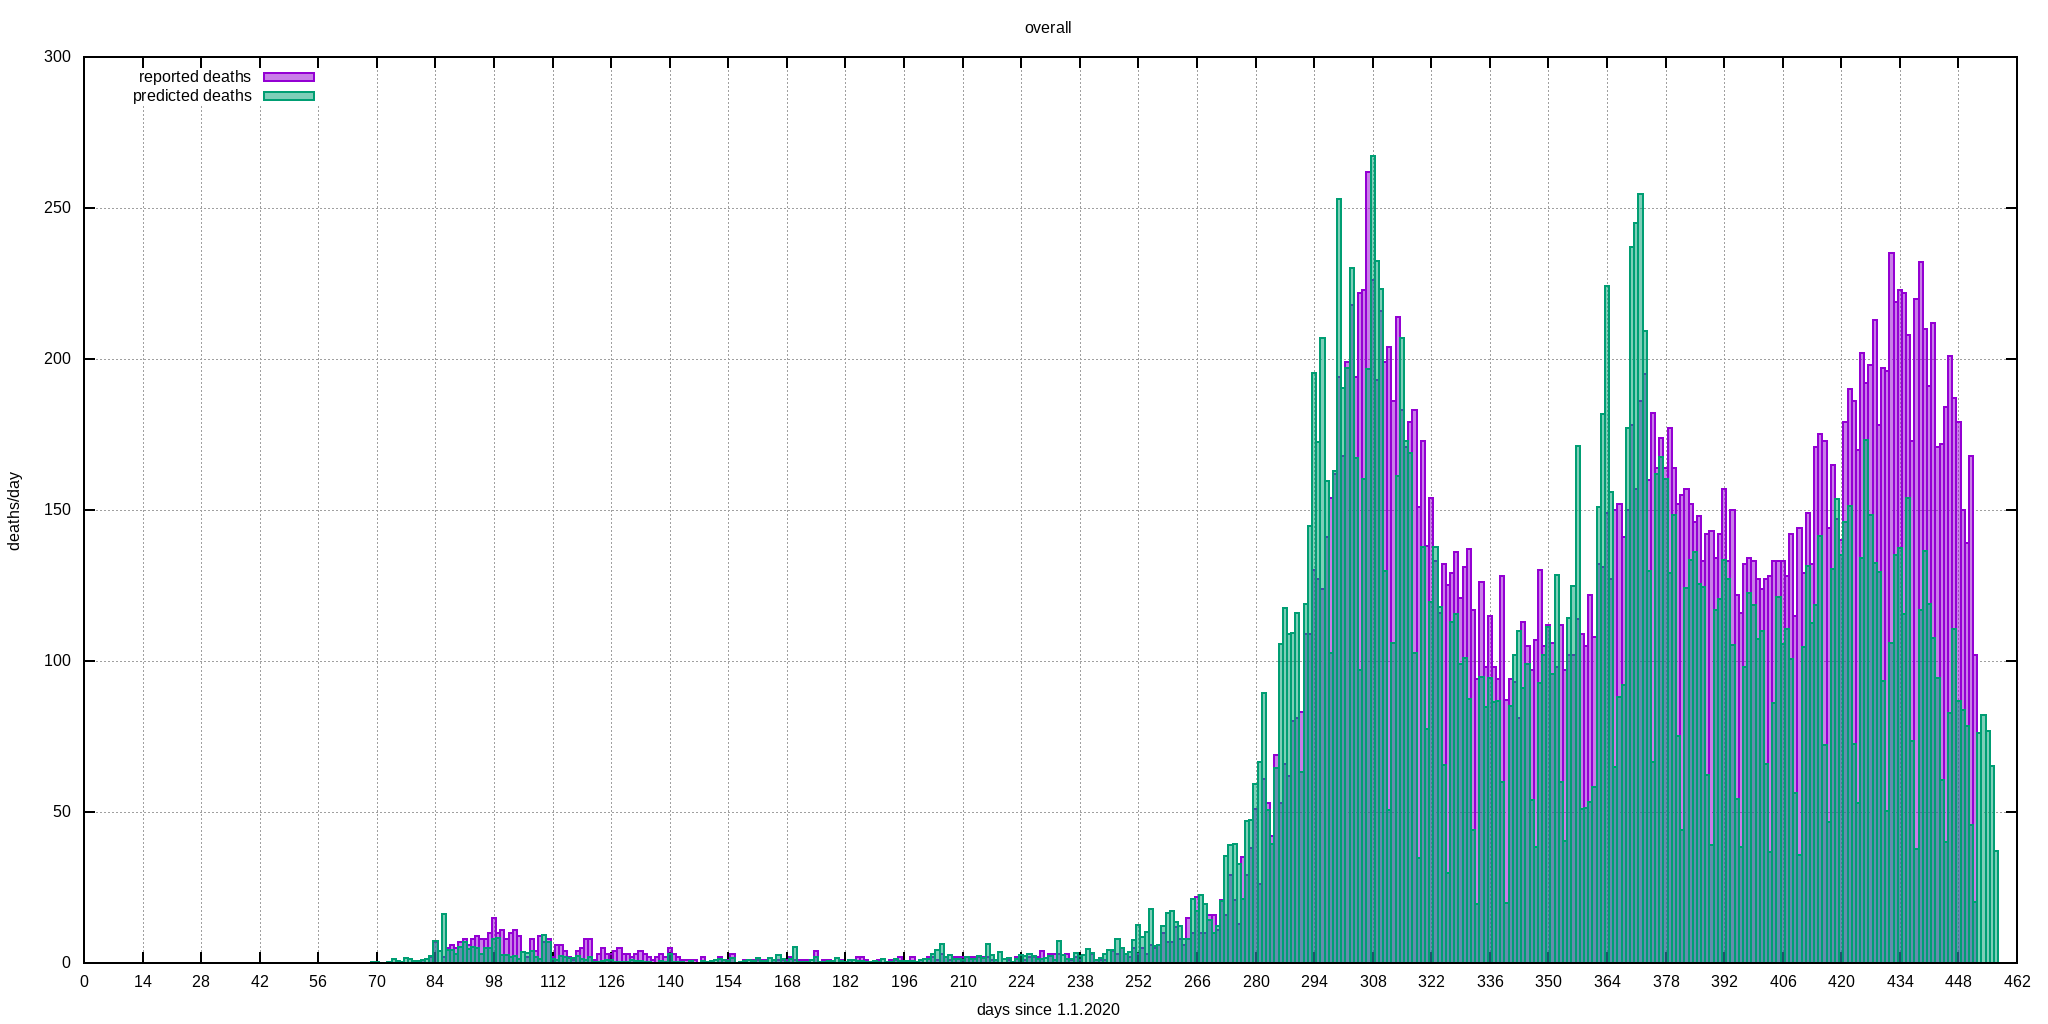 overall
reported deaths
predicted deaths
deaths/day
300
250
200
150
100
50
0
0 14 28 42 56 70 84 98 112 126 140 154 168 182 196 210 224 238 252 266 280 294 308 322 336 350 364 378 392 406 420 434 448 462
days since 1.1.2020